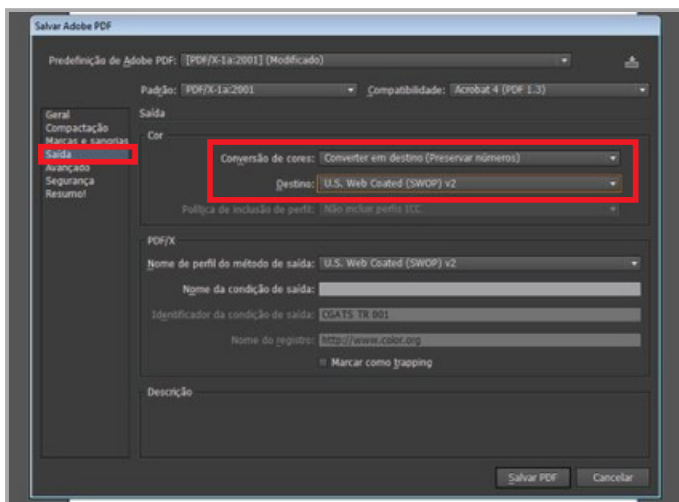 Salvar Adobe PDF
Predefinição de Adobe PDF: [PDF/X-1a:2001] (Modificado)
Padrão: PDF/X-1a:2001 Compatibilidade: Acrobat 4 (PDF 1.3)
Geral
Compactação
Marcas e sangrias
Saída
Avançado
Segurança
Resumo!
Saída
Cor
Conversão de cores: Converter em destino (Preservar números)
Destino: U.S. Web Coated (SWOP) v2
Política de inclusão de perfil: Não incluir perfis ICC
PDF/X
Nome de perfil do método de saída: U.S. Web Coated (SWOP) v2
Nome da condição de saída:
Identificador da condição de saída: CGATS TR 001
Nome do registro: http://www.color.org
Marcar como trapping
Descrição
Salvar PDF Cancelar